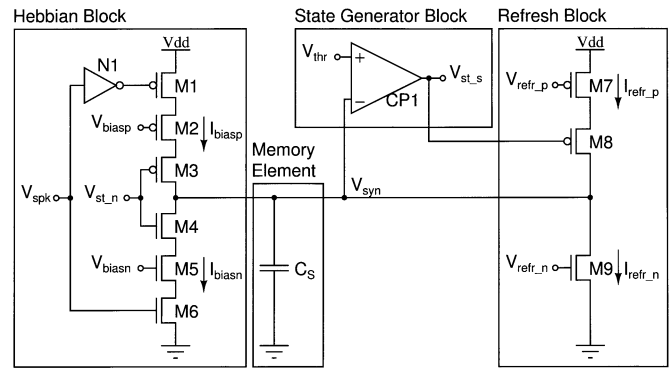 Hebbian Block
State Generator Block
Refresh Block
Vdd
N1
M1
Vbiasp
M2
Ibiasp
M3
Vspk
Vst_n
M4
Vbiasn
M5
Ibiasn
M6
Memory
Element
CS
Vthr
+
−
CP1
Vst_s
Vsyn
Vdd
Vrefr_p
M7
Irefr_p
M8
Vrefr_n
M9
Irefr_n